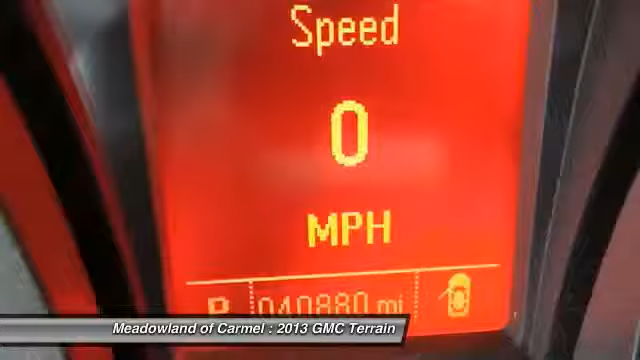 Speed
0
MPH
P 040880 mi
Meadowland of Carmel : 2013 GMC Terrain